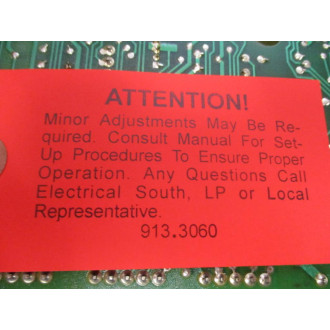 ATTENTION!
Minor Adjustments May Be Re-
quired. Consult Manual For Set-
Up Procedures To Ensure Proper
Operation. Any Questions Call
Electrical South, LP or Local
Representative.
913.3060